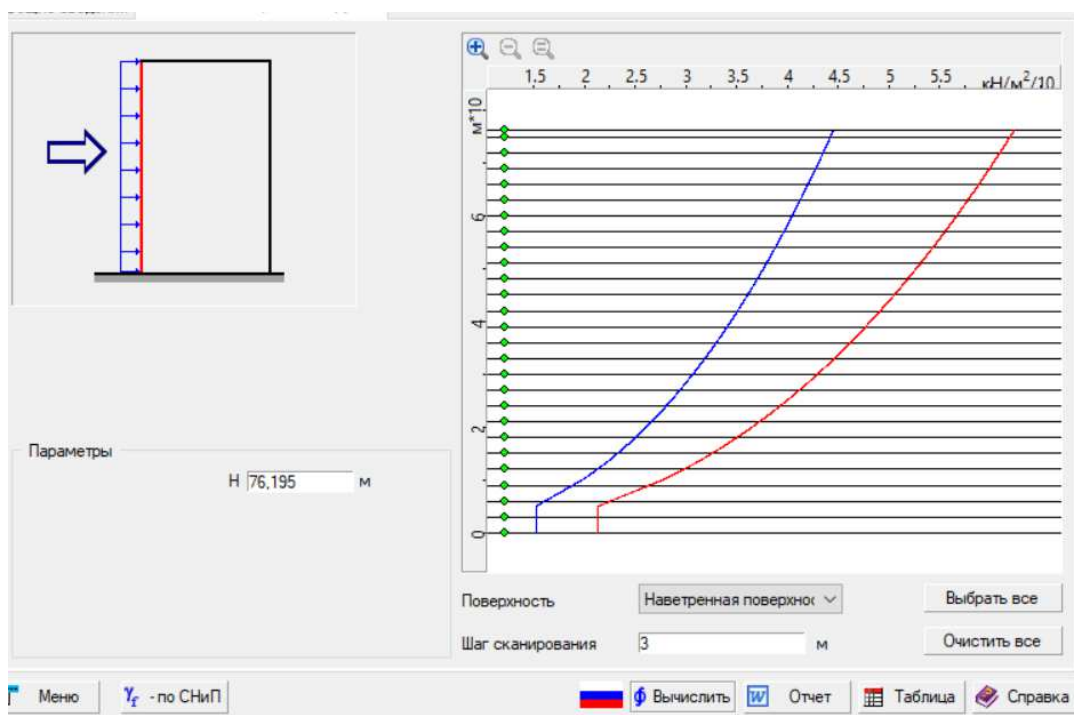 1.5 2 2.5 3 3.5 4 4.5 5 5.5 кН/м²/10
м*10
6
4
2
0
Параметры
H 76,195 м
Поверхность Наветренная поверхнос Выбрать все
Шаг сканирования 3 м Очистить все
Меню γf - по СНиП Вычислить W Отчет Таблица Справка